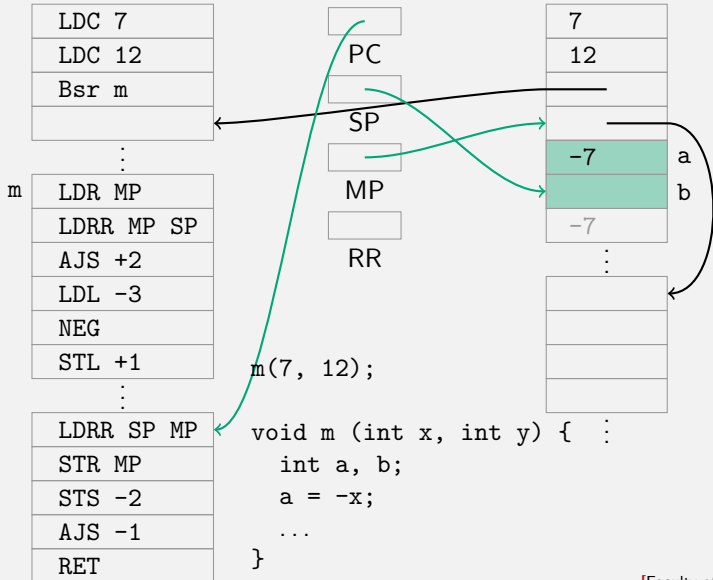 LDC 7
LDC 12
Bsr m
⋮
m
LDR MP
LDRR MP SP
AJS +2
LDL -3
NEG
STL +1
⋮
LDRR SP MP
STR MP
STS -2
AJS -1
RET
PC
SP
MP
RR
m(7, 12);
void m (int x, int y) {
int a, b;
a = -x;
...
}
7
12
-7 a
b
-7
⋮
⋮
[Faculty